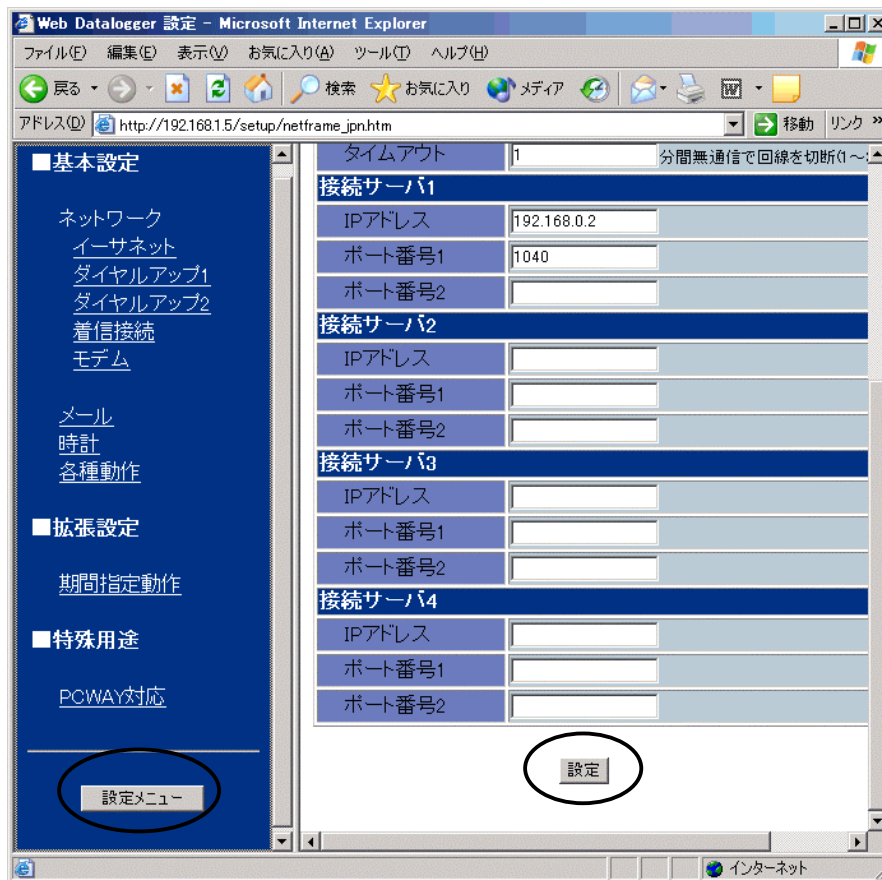 Web Datalogger 設定 - Microsoft Internet Explorer
ファイル(F) 編集(E) 表示(V) お気に入り(A) ツール(T) ヘルプ(H)
戻る 検索 お気に入り メディア
アドレス(D) http://192.168.1.5/setup/netframe_jpn.htm 移動 リンク »
■基本設定
ネットワーク
イーサネット
ダイヤルアップ1
ダイヤルアップ2
着信接続
モデム
メール
時計
各種動作
■拡張設定
期間指定動作
■特殊用途
PCWAY対応
設定メニュー
タイムアウト 1 分間無通信で回線を切断(1～
接続サーバ1
IPアドレス 192.168.0.2
ポート番号1 1040
ポート番号2
接続サーバ2
IPアドレス
ポート番号1
ポート番号2
接続サーバ3
IPアドレス
ポート番号1
ポート番号2
接続サーバ4
IPアドレス
ポート番号1
ポート番号2
設定
インターネット